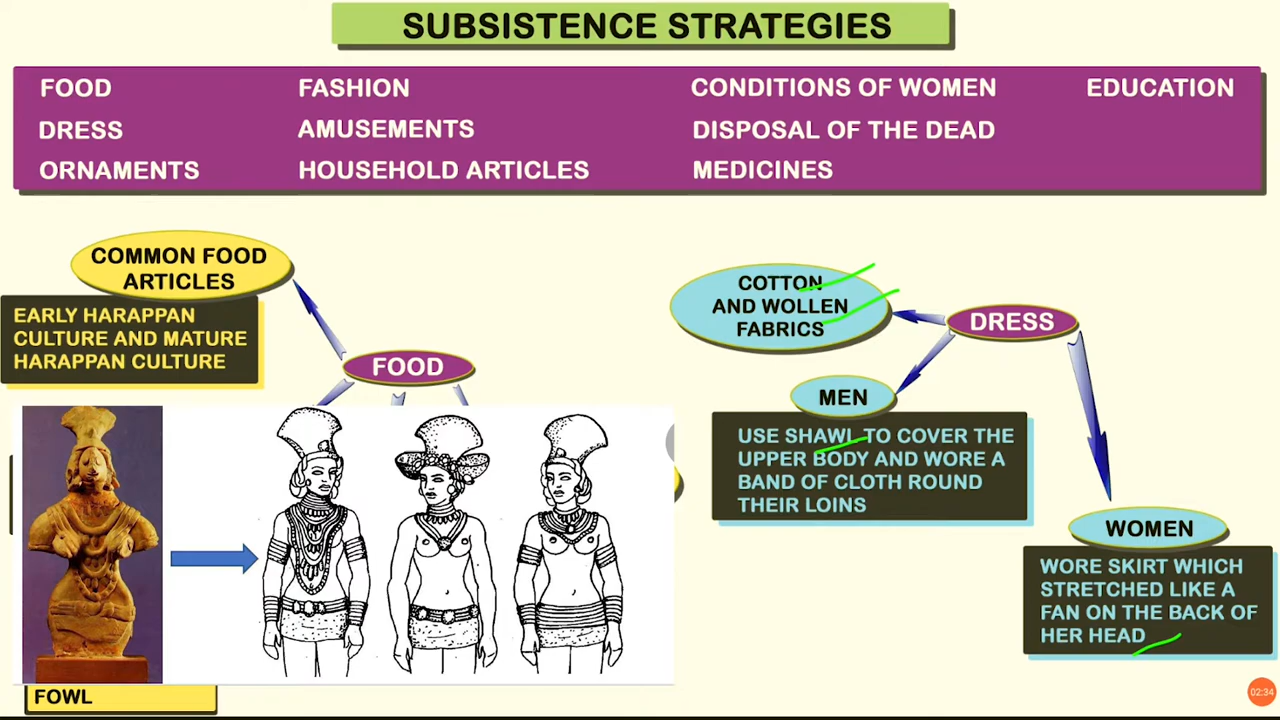 SUBSISTENCE STRATEGIES
FOOD
DRESS
ORNAMENTS
FASHION
AMUSEMENTS
HOUSEHOLD ARTICLES
CONDITIONS OF WOMEN
DISPOSAL OF THE DEAD
MEDICINES
EDUCATION
COMMON FOOD
ARTICLES
EARLY HARAPPAN
CULTURE AND MATURE
HARAPPAN CULTURE
FOOD
FOWL
COTTON
AND WOLLEN
FABRICS
DRESS
MEN
USE SHAWL TO COVER THE
UPPER BODY AND WORE A
BAND OF CLOTH ROUND
THEIR LOINS
WOMEN
WORE SKIRT WHICH
STRETCHED LIKE A
FAN ON THE BACK OF
HER HEAD
02:34